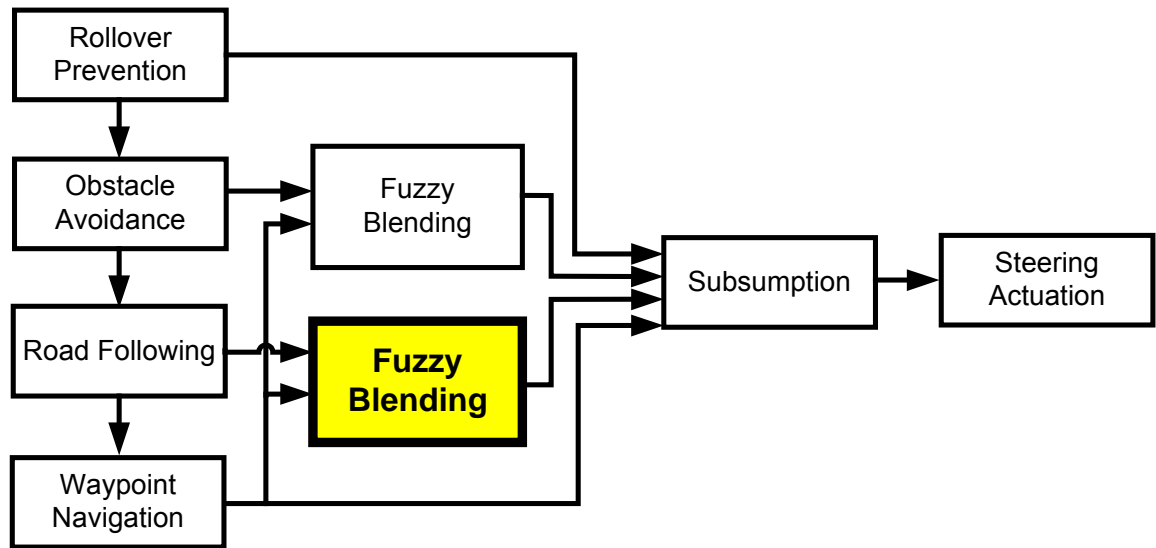 Rollover
Prevention
Obstacle
Avoidance
Road Following
Waypoint
Navigation
Fuzzy
Blending
Fuzzy
Blending
Subsumption
Steering
Actuation